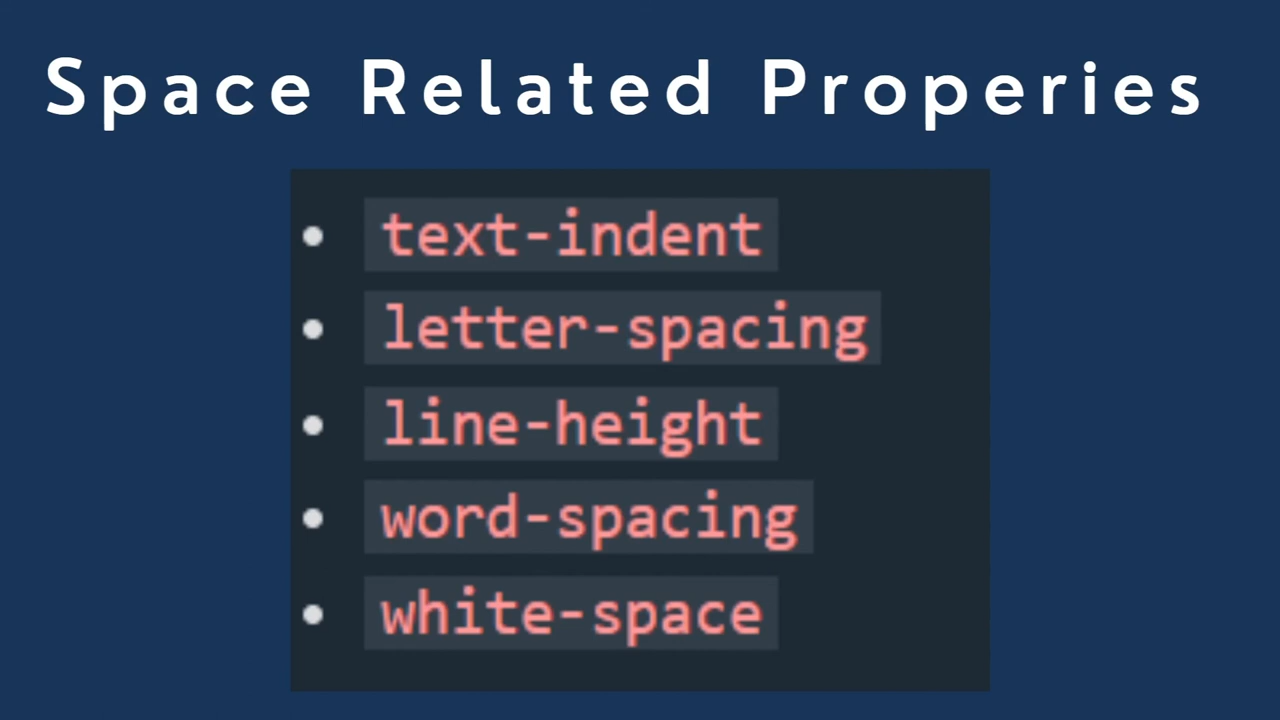 Space Related Properies
• text-indent
• letter-spacing
• line-height
• word-spacing
• white-space